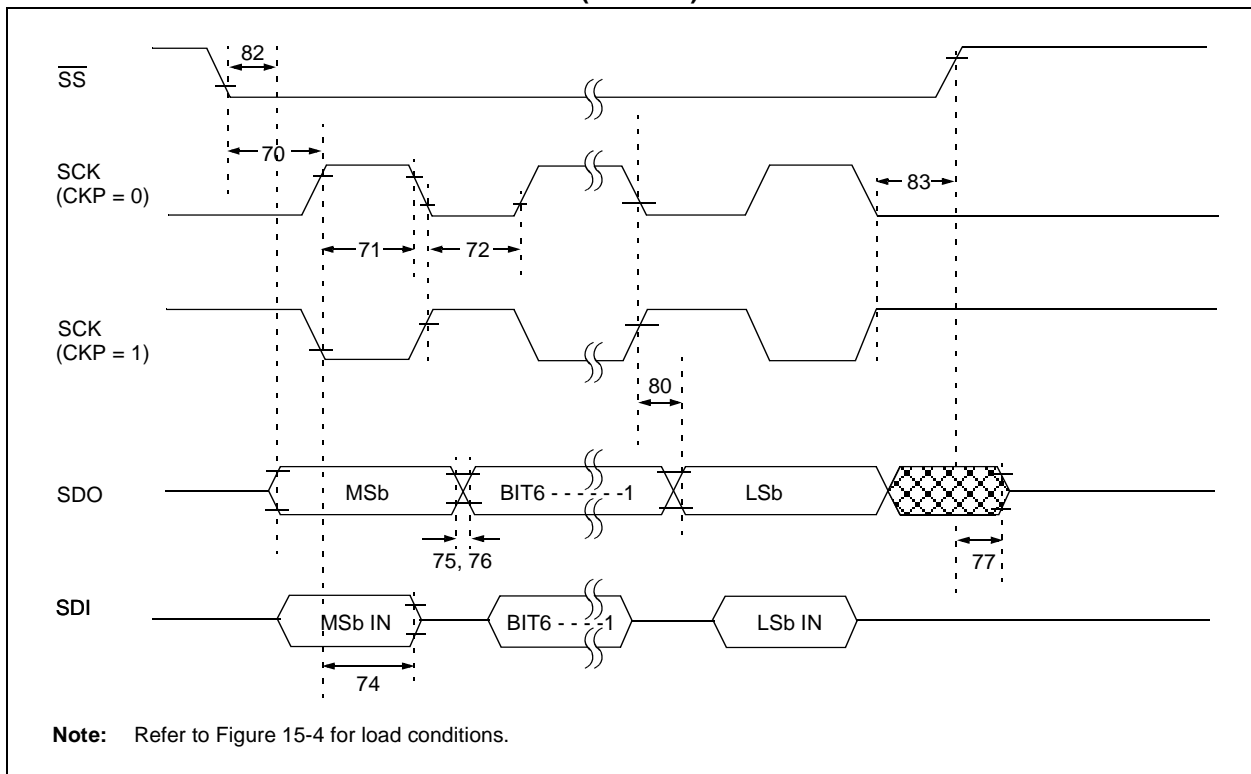 82
SS
70
SCK
(CKP = 0)
83
71
72
SCK
(CKP = 1)
80
SDO
MSb
BIT6 - - - - - -1
LSb
75, 76
77
SDI
MSb IN
BIT6 - - - -1
LSb IN
74
Note: Refer to Figure 15-4 for load conditions.